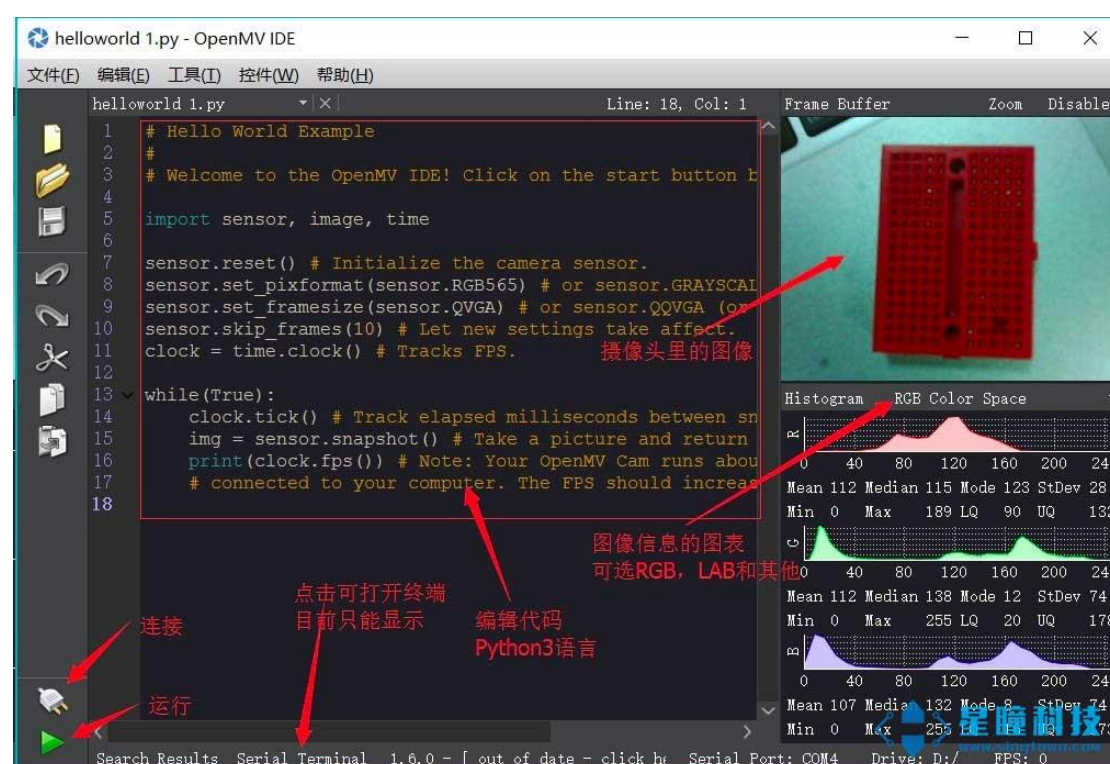 helloworld 1.py - OpenMV IDE
文件(F) 编辑(E) 工具(T) 控件(W) 帮助(H)
helloworld 1.py Line: 18, Col: 1 Frame Buffer Zoom Disable
1 # Hello World Example
2 #
3 # Welcome to the OpenMV IDE! Click on the start button b
4
5 import sensor, image, time
6
7 sensor.reset() # Initialize the camera sensor.
8 sensor.set_pixformat(sensor.RGB565) # or sensor.GRAYSCAL
9 sensor.set_framesize(sensor.QVGA) # or sensor.QQVGA (or
10 sensor.skip_frames(10) # Let new settings take affect.
11 clock = time.clock() # Tracks FPS.
12
13 while(True):
14 clock.tick() # Track elapsed milliseconds between sn
15 img = sensor.snapshot() # Take a picture and return
16 print(clock.fps()) # Note: Your OpenMV Cam runs abou
17 # connected to your computer. The FPS should increas
18
摄像头里的图像
图像信息的图表
可选RGB，LAB和其他
点击可打开终端
目前只能显示
编辑代码
Python3语言
连接
运行
Histogram RGB Color Space
R
0 40 80 120 160 200 24
Mean 112 Median 115 Mode 123 StDev 28
Min 0 Max 189 LQ 90 UQ 132
G
0 40 80 120 160 200 24
Mean 112 Median 138 Mode 12 StDev 74
Min 0 Max 255 LQ 20 UQ 178
B
0 40 80 120 160 200 24
Mean 107 Median 132 Mode 8 StDev 74
Min 0 Max 255
星瞳科技
www.singtown.com
Search Results Serial Terminal 1.6.0 - [ out of date - click he Serial Port: COM4 Drive: D:/ FPS: 0